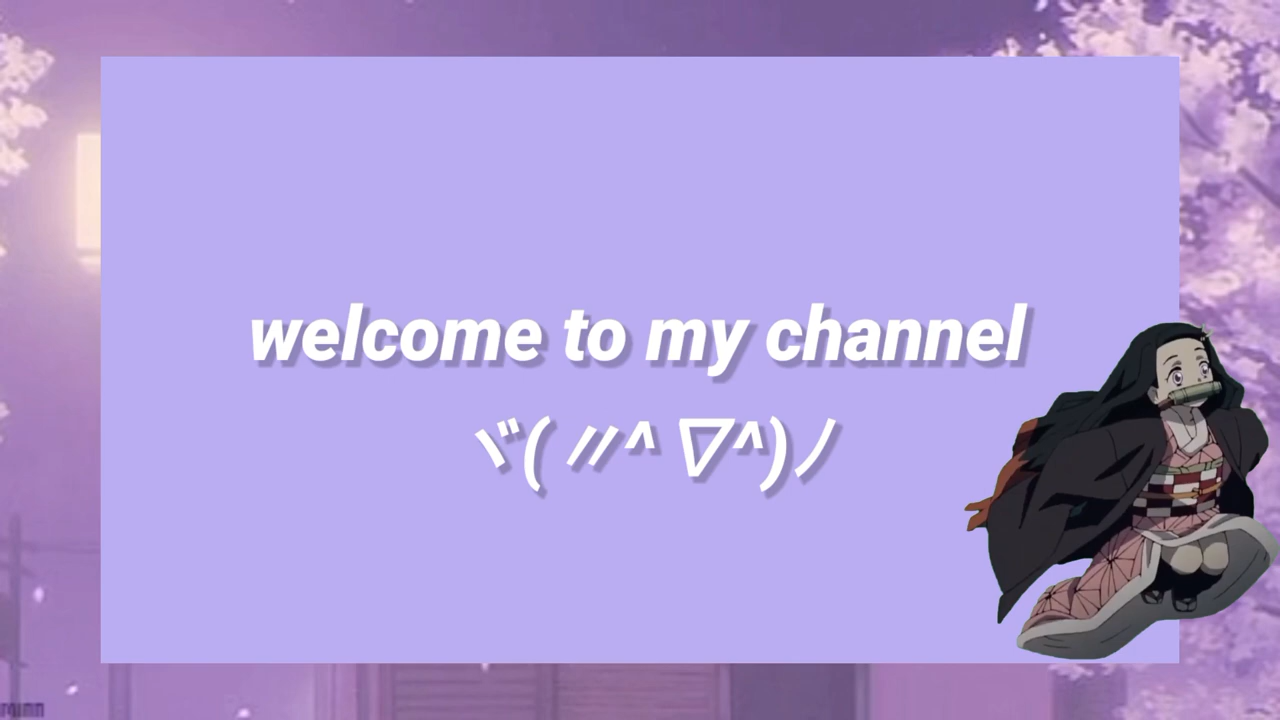 welcome to my channel
ヾ(〃^∇^)ﾉ